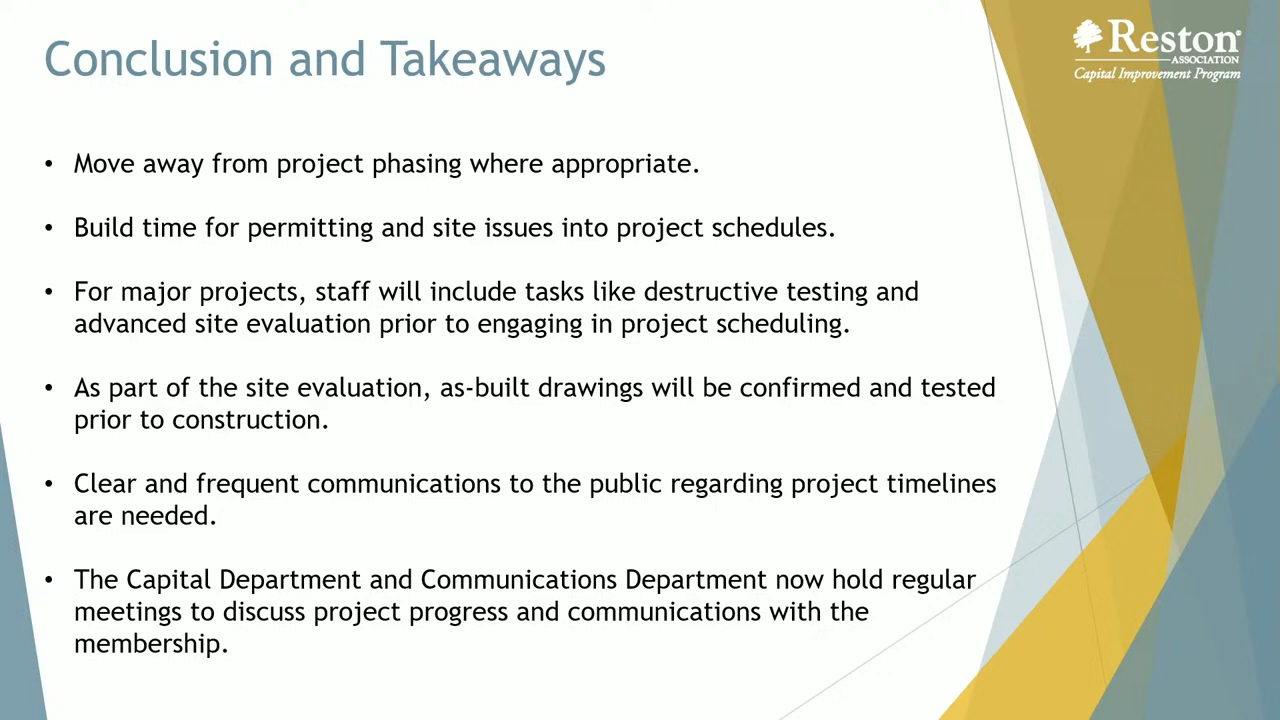 Conclusion and Takeaways
Reston®
ASSOCIATION
Capital Improvement Program
• Move away from project phasing where appropriate.
• Build time for permitting and site issues into project schedules.
• For major projects, staff will include tasks like destructive testing and
advanced site evaluation prior to engaging in project scheduling.
• As part of the site evaluation, as-built drawings will be confirmed and tested
prior to construction.
• Clear and frequent communications to the public regarding project timelines
are needed.
• The Capital Department and Communications Department now hold regular
meetings to discuss project progress and communications with the
membership.